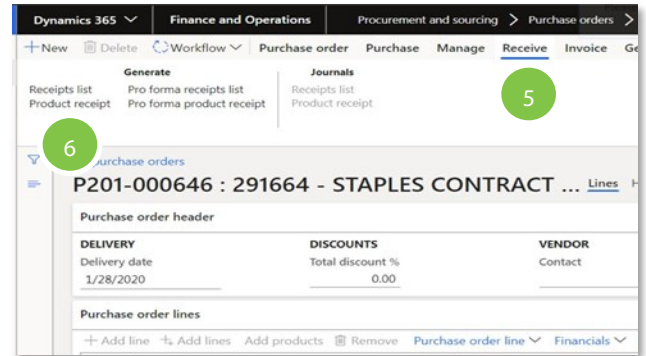 Dynamics 365 Finance and Operations Procurement and sourcing > Purchase orders >
New Delete Workflow Purchase order Purchase Manage Receive Invoice
Generate Journals
Receipts list Pro forma receipts list Receipts list
Product receipt Pro forma product receipt Product receipt
5
6
purchase orders
P201-000646 : 291664 - STAPLES CONTRACT ... Lines
Purchase order header
DELIVERY DISCOUNTS VENDOR
Delivery date Total discount % Contact
1/28/2020 0.00
Purchase order lines
Add line Add lines Add products Remove Purchase order line Financials